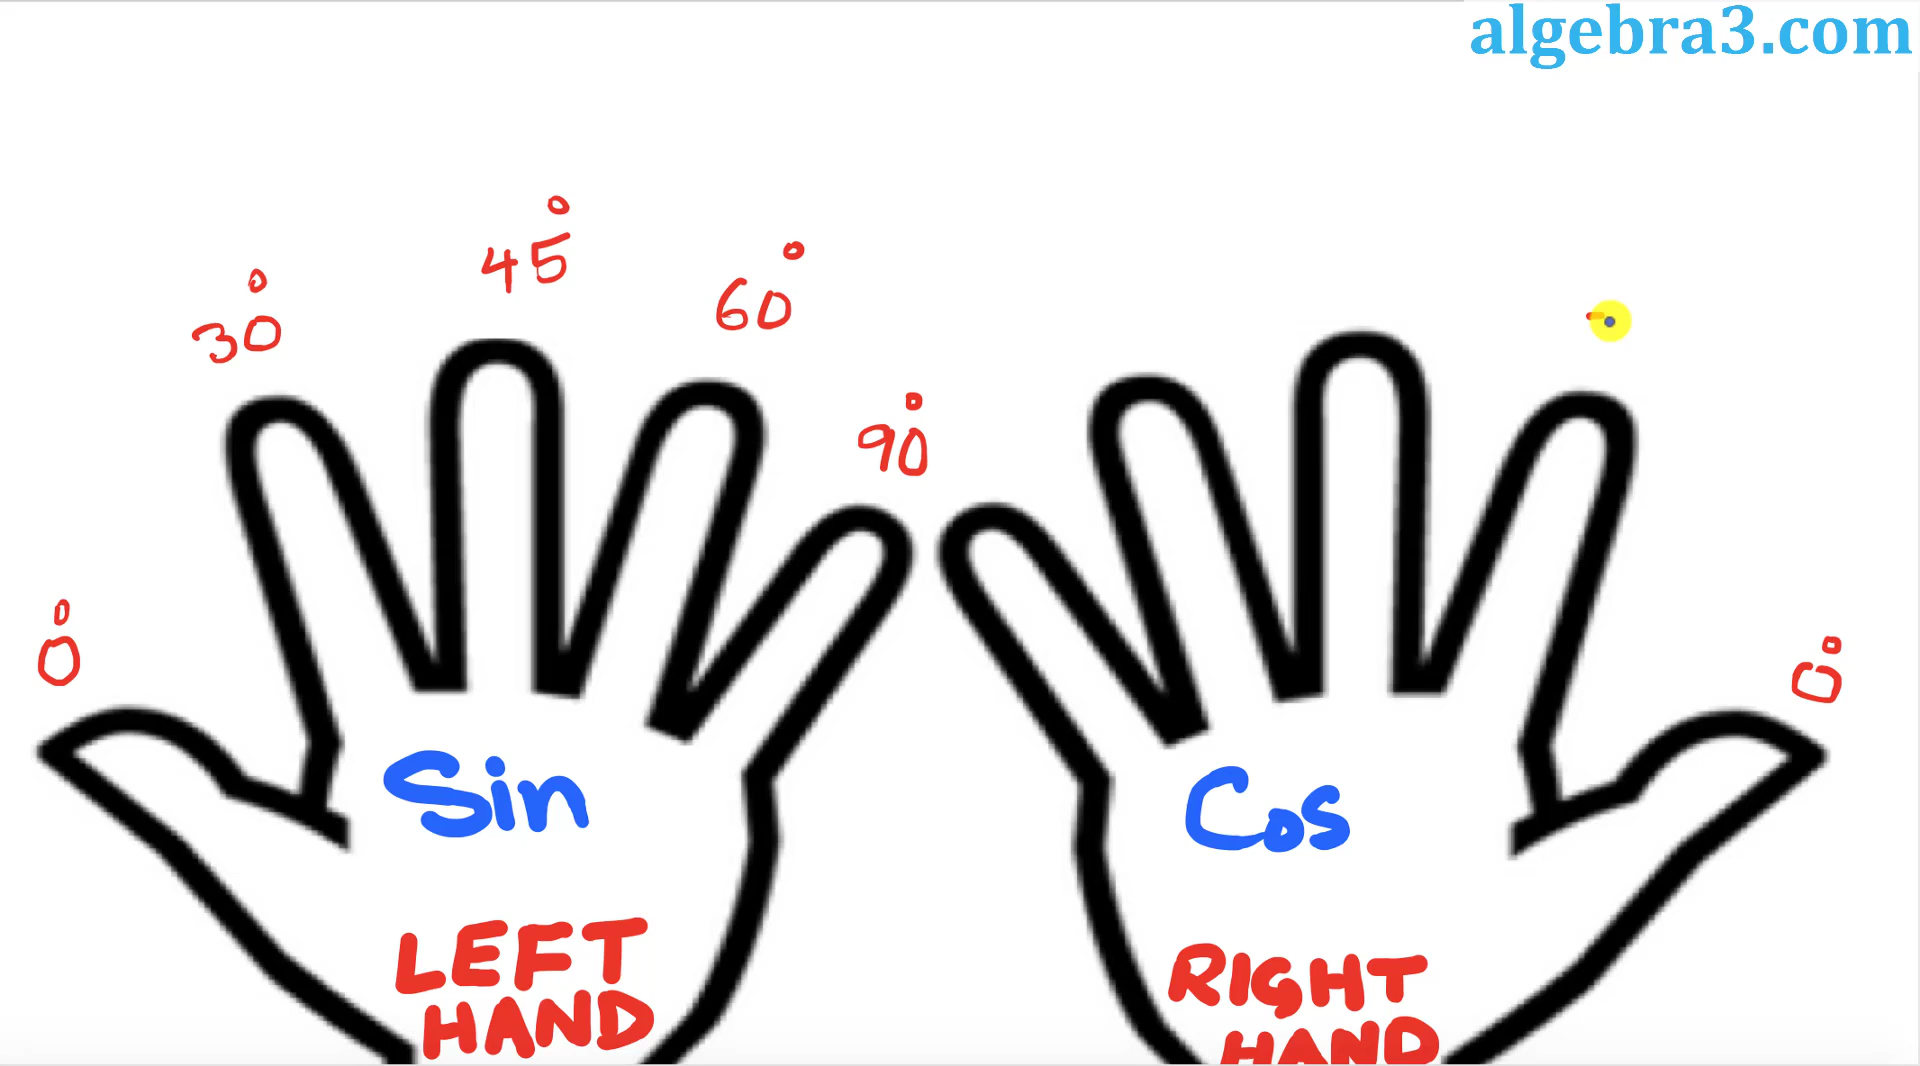 algebra3.com
45°
60°
30°
90°
0°
0°
Sin
Cos
LEFT
HAND
RIGHT
HAND